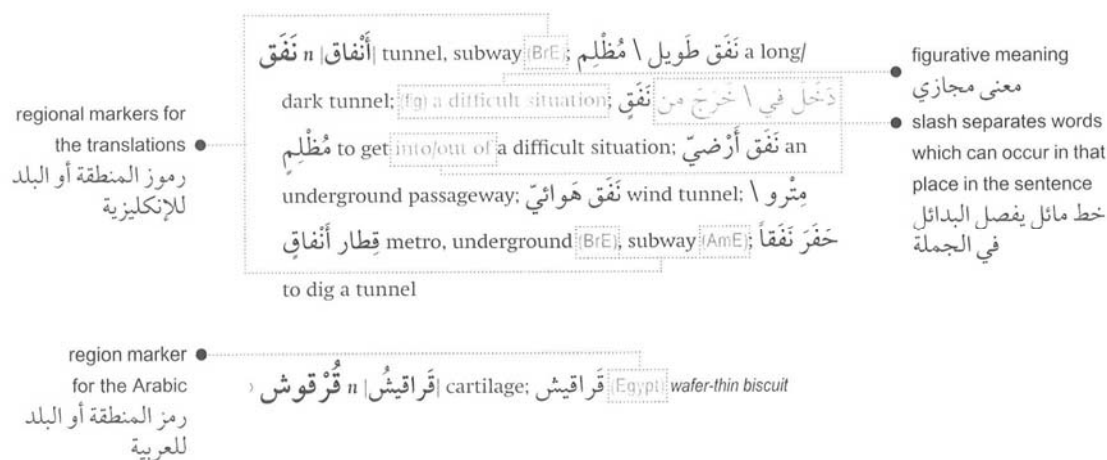 نَفَق n |أَنْفاق| tunnel, subway (BrE); نَفَق طَويل \ مُظْلِم a long/
dark tunnel; (fig) a difficult situation; دَخَلَ في \ خَرَجَ من نَفَقٍ
مُظْلِمٍ to get into/out of a difficult situation; نَفَق أَرْضيّ an
underground passageway; نَفَق هَوائيّ wind tunnel; مِتْرو \
قِطار أَنْفاقٍ metro, underground (BrE), subway (AmE); حَفَرَ نَفَقاً
to dig a tunnel
regional markers for
the translations
رموز المنطقة أو البلد
للإنكليزية
figurative meaning
معنى مجازي
slash separates words
which can occur in that
place in the sentence
خط مائل يفصل البدائل
في الجملة
region marker
for the Arabic
رمز المنطقة أو البلد
للعربية
قُرْقوش n |قَراقيشُ| cartilage; قَراقيش (Egypt) wafer-thin biscuit